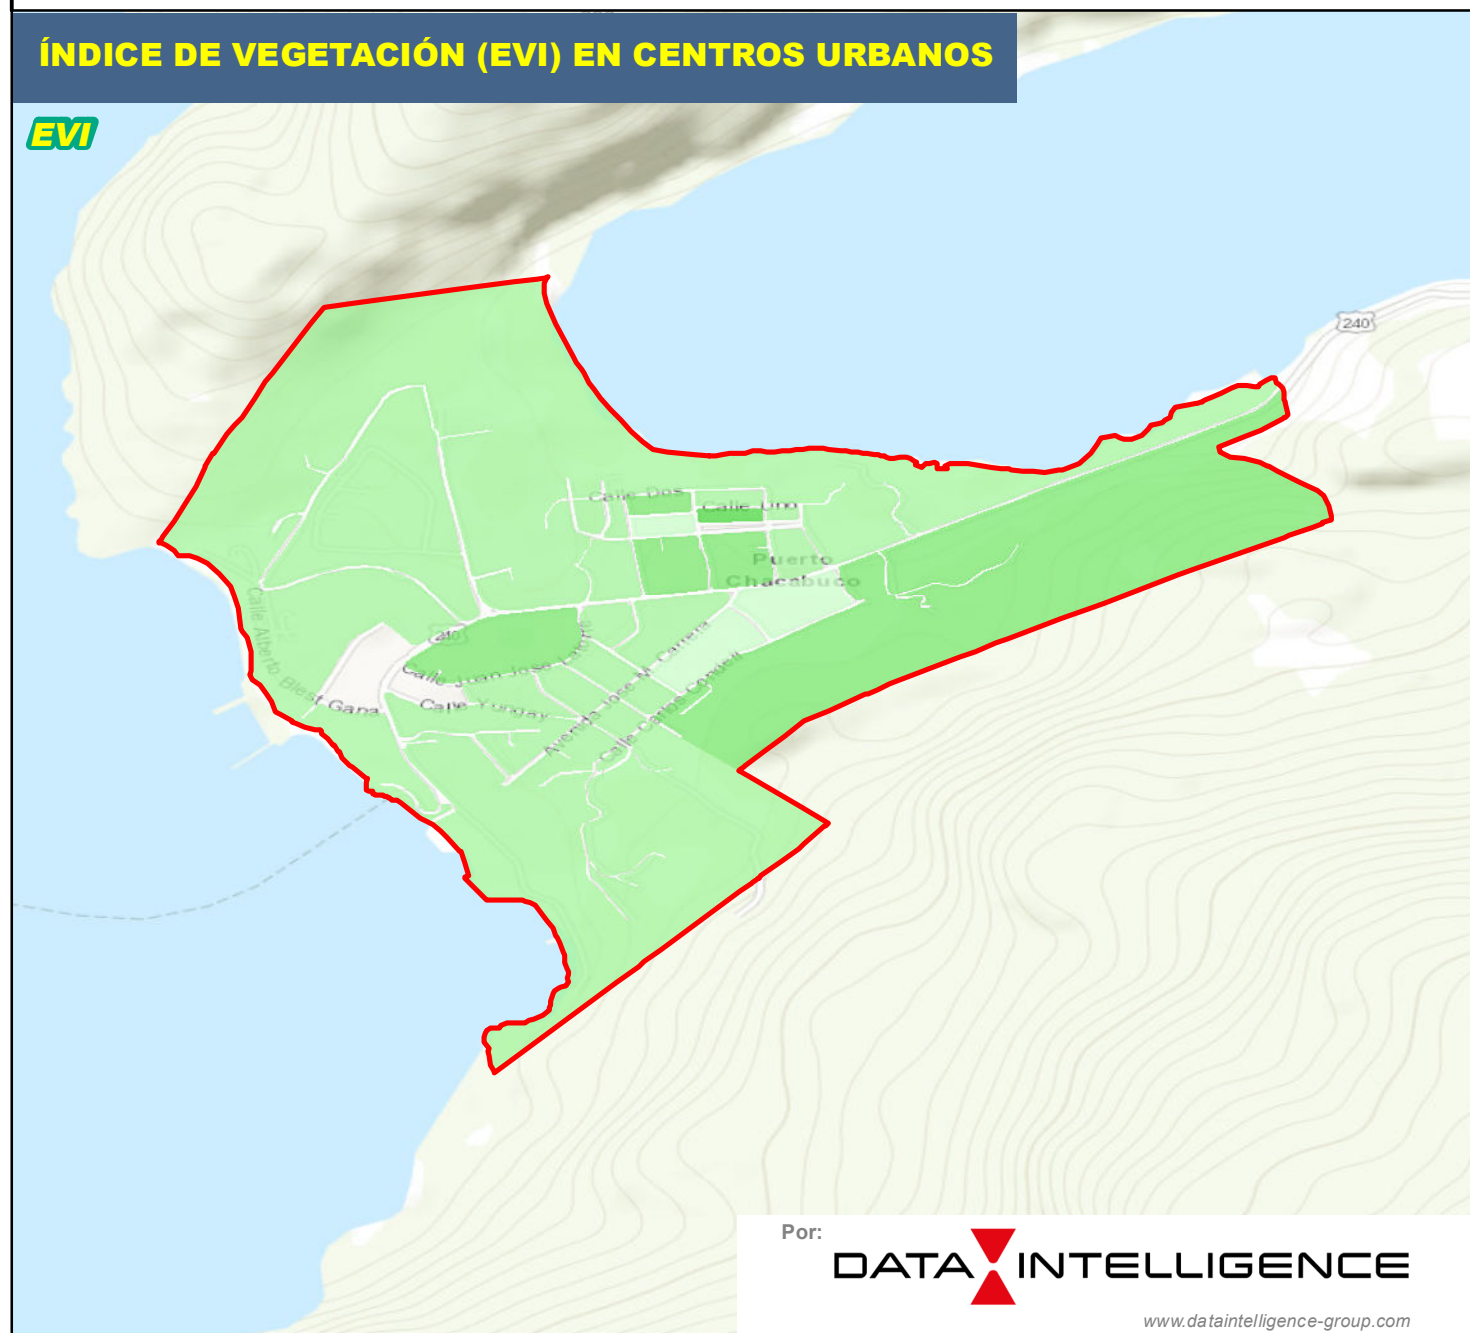 ÍNDICE DE VEGETACIÓN (EVI) EN CENTROS URBANOS
EVI
240
Calle Dos
Calle Uno
Puerto
Chacabuco
240
Calle Alberto Blest Gana
Calle Juan José Latorre
Calle Yungay
Avenida José M. Carrera
Calle Carlos Condell
Por:
DATA INTELLIGENCE
www.dataintelligence-group.com